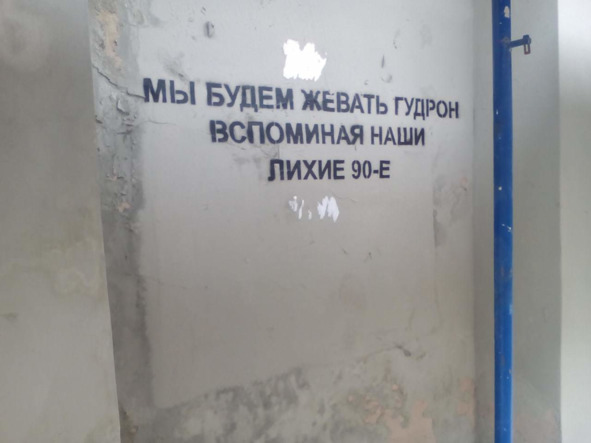 МЫ БУДЕМ ЖЕВАТЬ ГУДРОН
ВСПОМИНАЯ НАШИ
ЛИХИЕ 90-Е